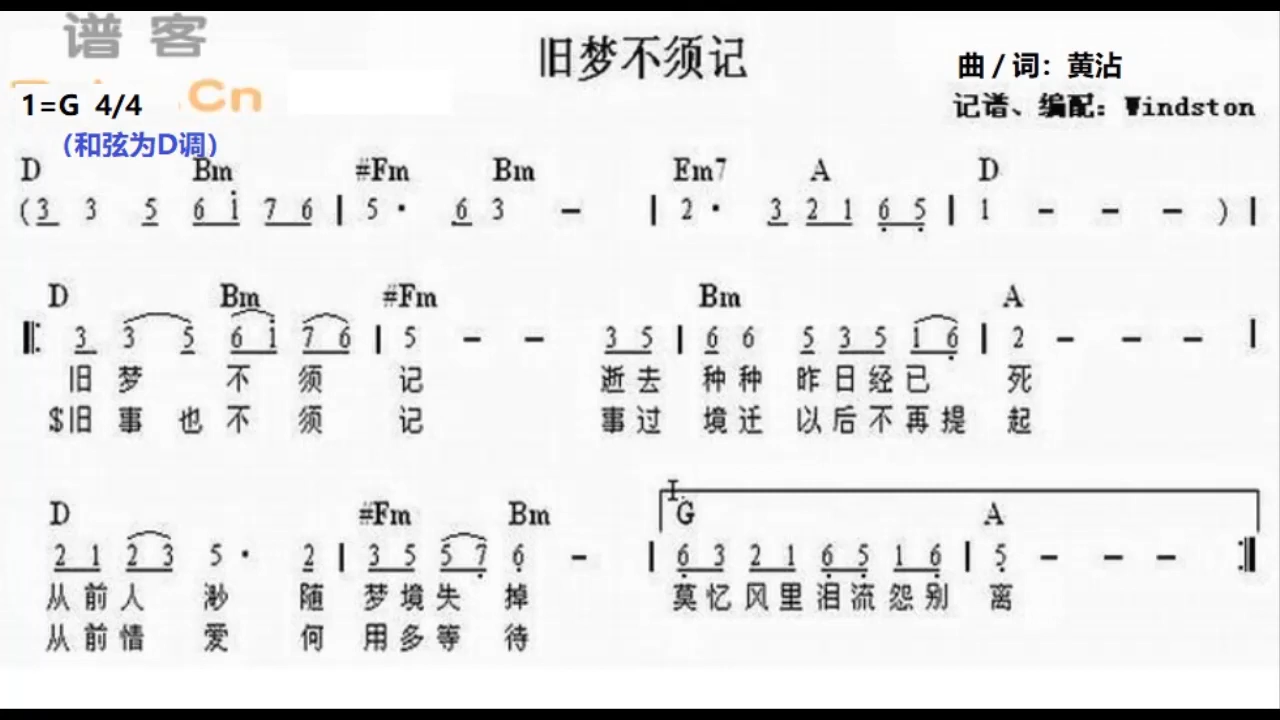 谱客
旧梦不须记
.Cn
曲 / 词：黄沾
1=G 4/4
记谱、编配：Windston
（和弦为D调）
D Bm #Fm Bm Em7 A D
( 3 3 5 6 1 7 6 | 5 · 6 3 - | 2 · 3 2 1 6 5 | 1 - - - ) |
D Bm #Fm Bm A
‖: 3 3 5 6 1 7 6 | 5 - - 3 5 | 6 6 5 3 5 1 6 | 2 - - - |
旧 梦 不 须 记 逝 去 种 种 昨 日 经 已 死
$旧 事 也 不 须 记 事 过 境 迁 以 后 不 再 提 起
I.
D #Fm Bm G A
2 1 2 3 5 · 2 | 3 5 5 7 6 - | 6 3 2 1 6 5 1 6 | 5 - - - :‖
从 前 人 渺 随 梦 境 失 掉 莫 忆 风 里 泪 流 怨 别 离
从 前 情 爱 何 用 多 等 待